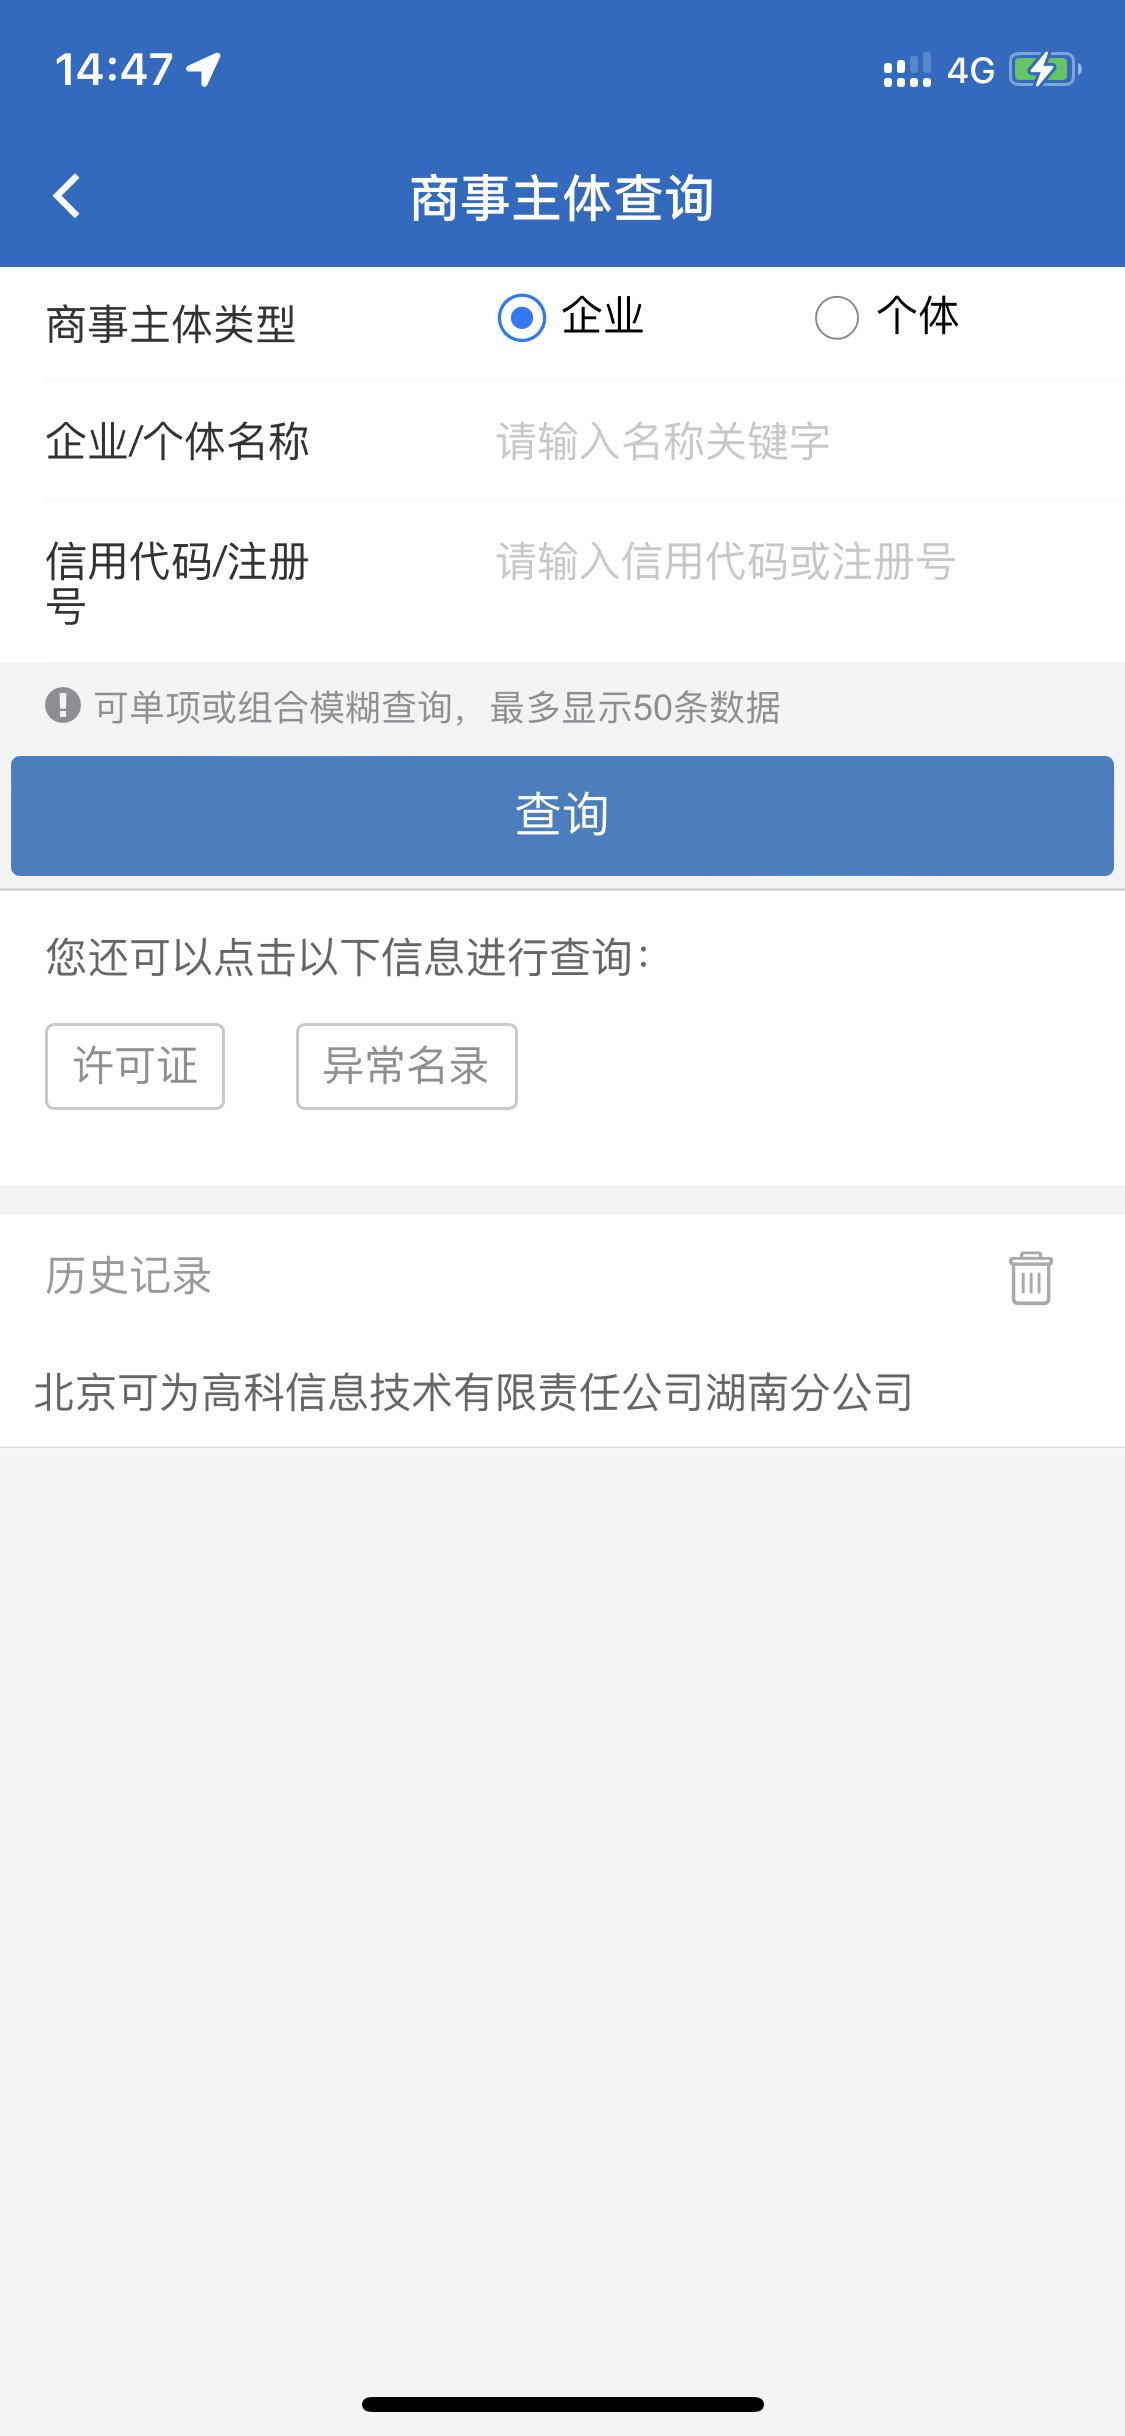 14:47
4G
商事主体查询
商事主体类型
企业
个体
企业/个体名称
请输入名称关键字
信用代码/注册
号
请输入信用代码或注册号
可单项或组合模糊查询，最多显示50条数据
查询
您还可以点击以下信息进行查询：
许可证
异常名录
历史记录
北京可为高科信息技术有限责任公司湖南分公司